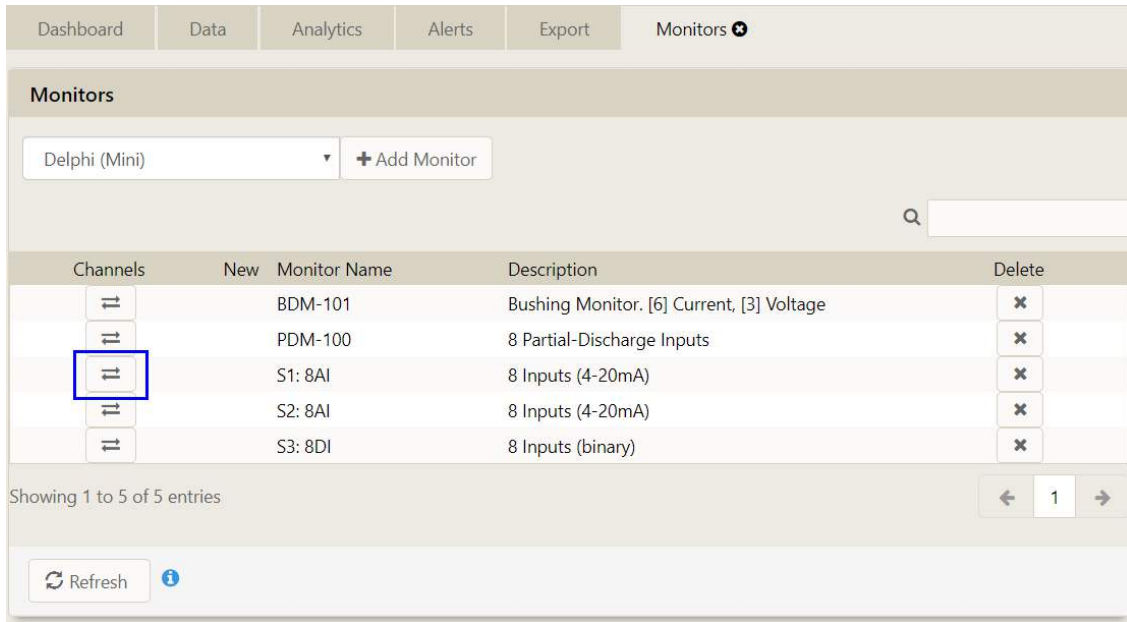 Dashboard Data Analytics Alerts Export Monitors
Monitors
Delphi (Mini) Add Monitor
Channels New Monitor Name Description Delete
BDM-101 Bushing Monitor. [6] Current, [3] Voltage
PDM-100 8 Partial-Discharge Inputs
S1: 8AI 8 Inputs (4-20mA)
S2: 8AI 8 Inputs (4-20mA)
S3: 8DI 8 Inputs (binary)
Showing 1 to 5 of 5 entries 1
Refresh